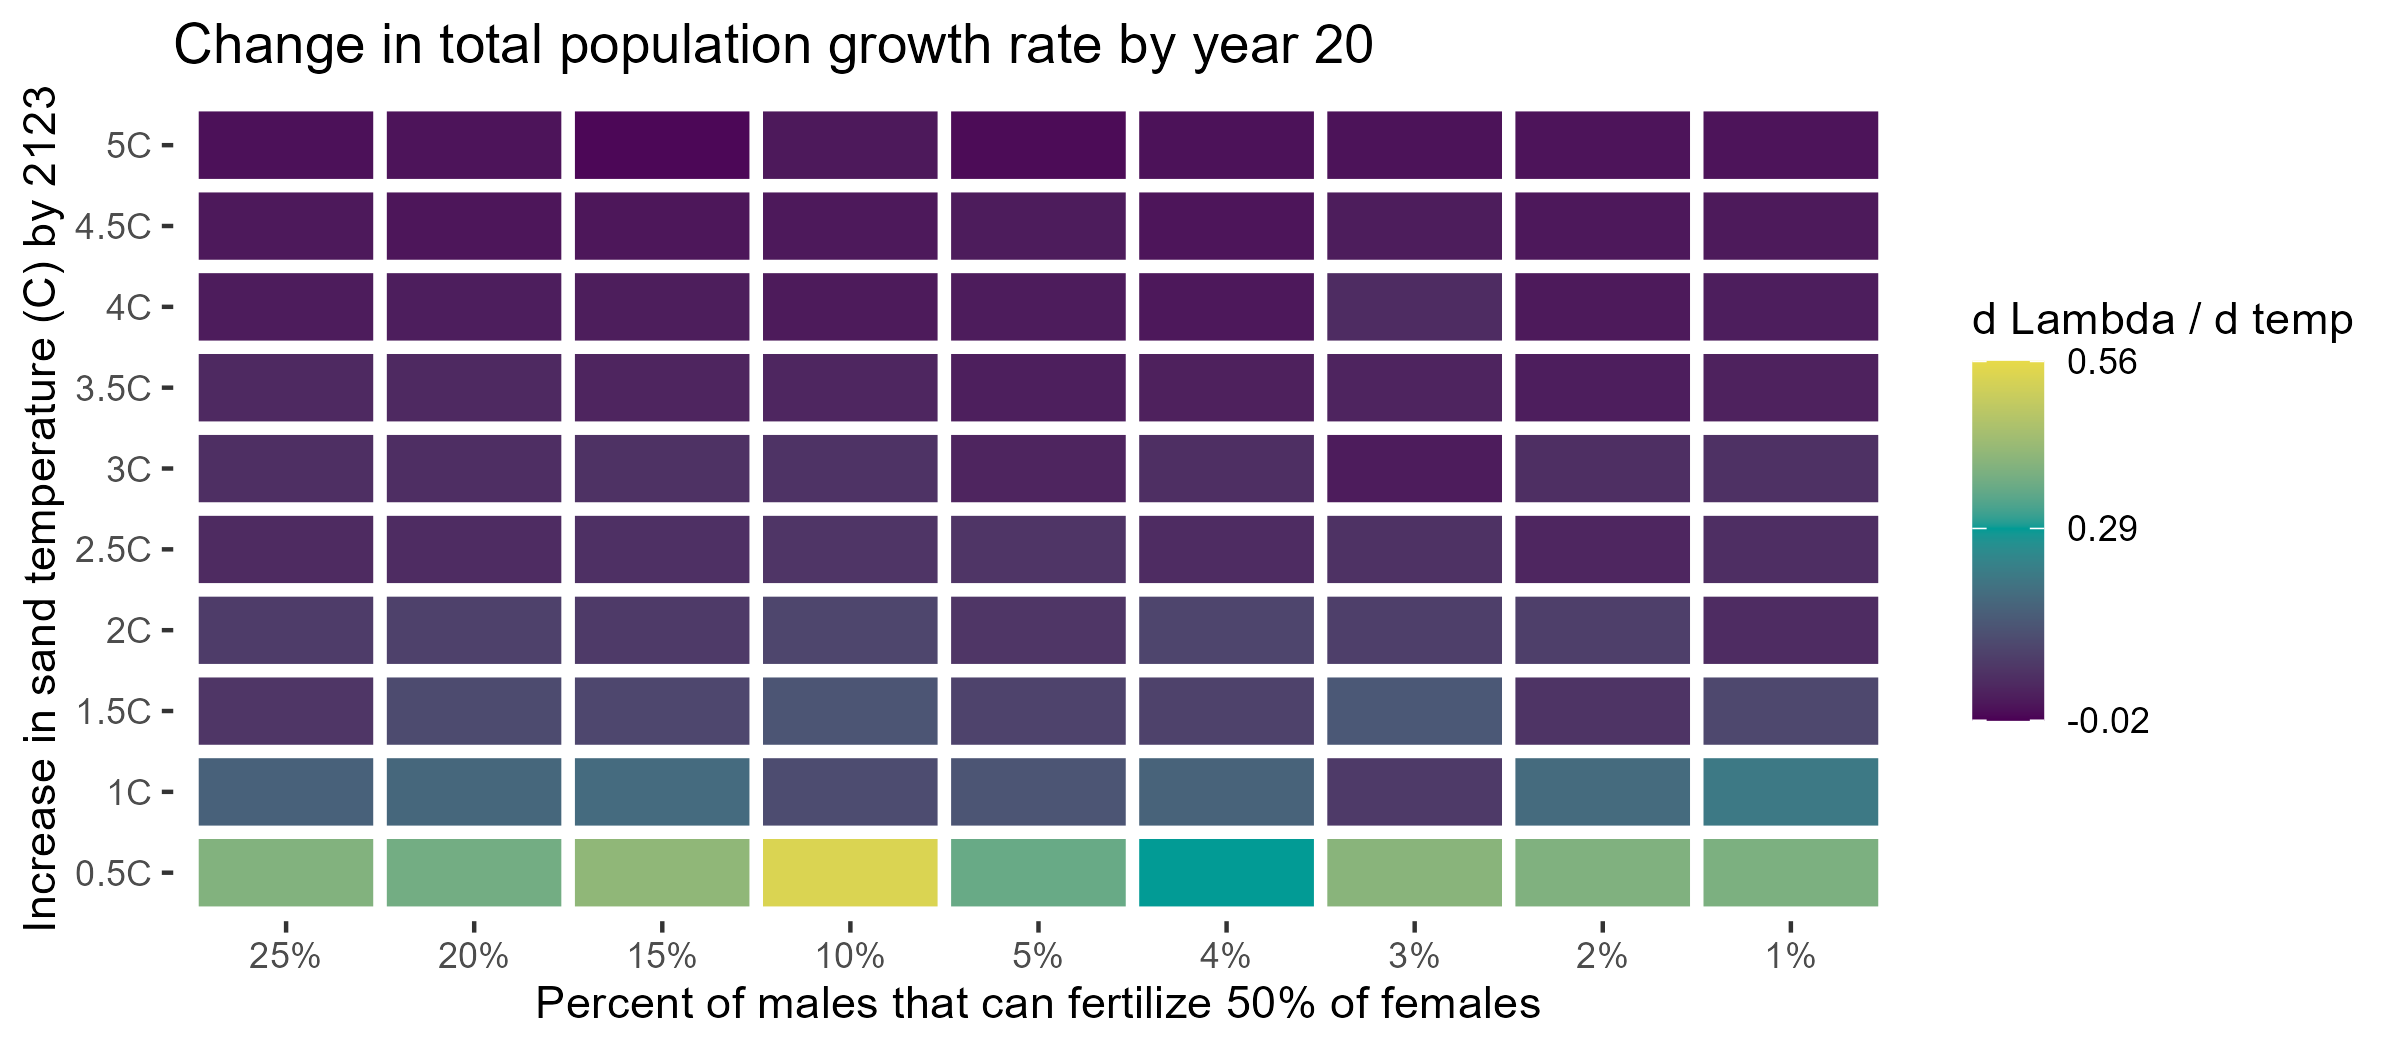 Change in total population growth rate by year 20
Increase in sand temperature (C) by 2123
5C
4.5C
4C
3.5C
3C
2.5C
2C
1.5C
1C
0.5C
25% 20% 15% 10% 5% 4% 3% 2% 1%
Percent of males that can fertilize 50% of females
d Lambda / d temp
0.56
0.29
-0.02